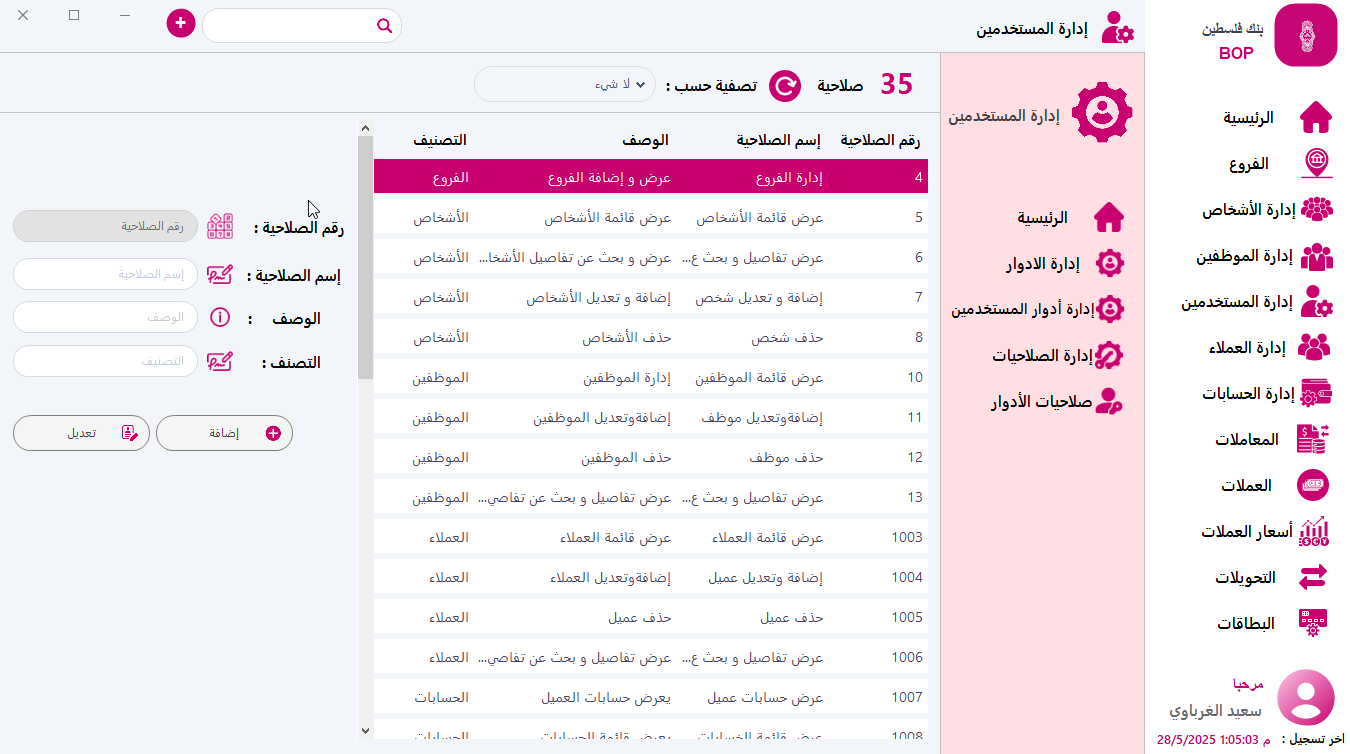 بنك فلسطين
BOP
الرئيسية
الفروع
إدارة الأشخاص
إدارة الموظفين
إدارة المستخدمين
إدارة العملاء
إدارة الحسابات
المعاملات
العملات
أسعار العملات
التحويلات
البطاقات
مرحبا
سعيد الغرباوي
اخر تسجيل : 28/5/2025 1:05:03 م
إدارة المستخدمين
إدارة المستخدمين
الرئيسية
إدارة الادوار
إدارة أدوار المستخدمين
إدارة الصلاحيات
صلاحيات الأدوار
35 صلاحية تصفية حسب : لا شيء
رقم الصلاحية إسم الصلاحية الوصف التصنيف
4 إدارة الفروع عرض و إضافة الفروع الفروع
5 عرض قائمة الأشخاص عرض قائمة الأشخاص الأشخاص
6 عرض تفاصيل و بحث ع... عرض و بحث عن تفاصيل الأشخا... الأشخاص
7 إضافة و تعديل شخص إضافة و تعديل الأشخاص الأشخاص
8 حذف شخص حذف الأشخاص الأشخاص
10 عرض قائمة الموظفين إدارة الموظفين الموظفين
11 إضافةوتعديل موظف إضافةوتعديل الموظفين الموظفين
12 حذف موظف حذف الموظفين الموظفين
13 عرض تفاصيل و بحث ع... عرض تفاصيل و بحث عن تفاصي... الموظفين
1003 عرض قائمة العملاء عرض قائمة العملاء العملاء
1004 إضافة وتعديل عميل إضافةوتعديل العملاء العملاء
1005 حذف عميل حذف عميل العملاء
1006 عرض تفاصيل و بحث ع... عرض تفاصيل و بحث عن تفاصي... العملاء
1007 عرض حسابات عميل يعرض حسابات العميل الحسابات
1008 عرض قائمة الحسابات يعرض قائمة الحسابات الحسابات
رقم الصلاحية : رقم الصلاحية
إسم الصلاحية : إسم الصلاحية
الوصف : الوصف
التصنف : التصنيف
إضافة تعديل